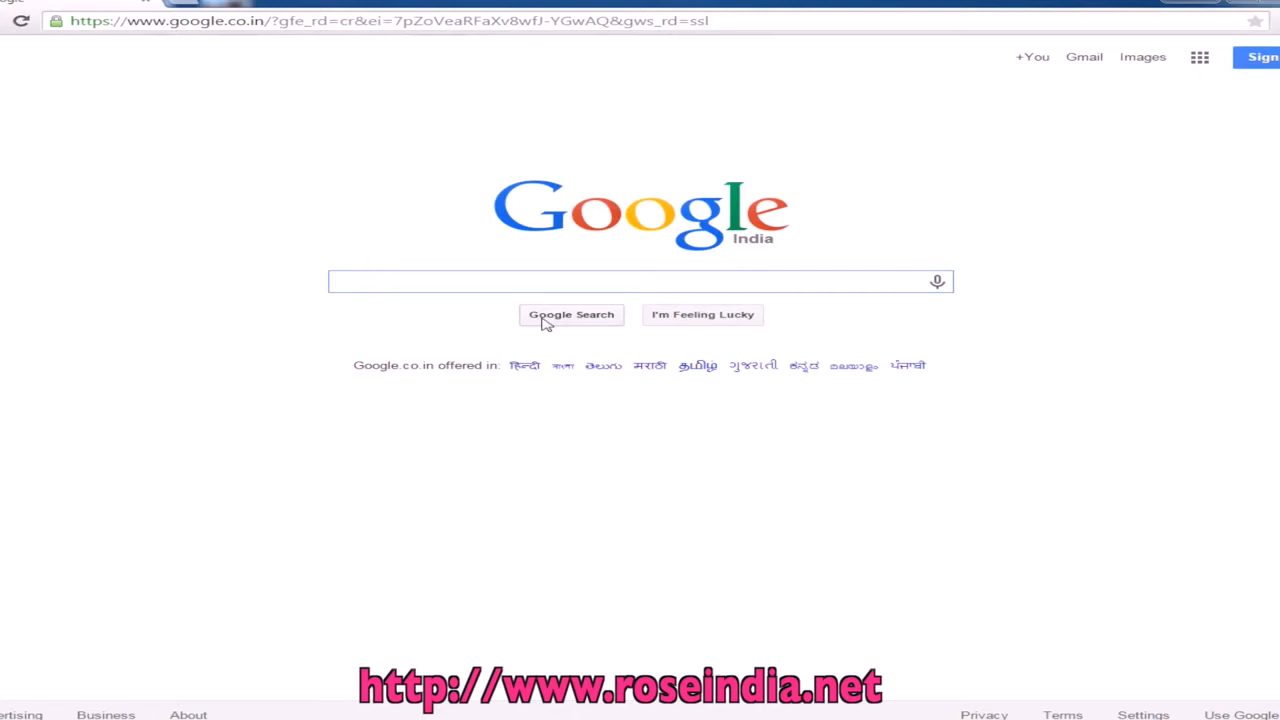 https://www.google.co.in/?gfe_rd=cr&ei=7pZoVeaRFaXv8wfJ-YGwAQ&gws_rd=ssl
+You Gmail Images Sign
Google
India
Google Search I'm Feeling Lucky
Google.co.in offered in: हिन्दी বাংলা తెలుగు मराठी தமிழ் ગુજરાતી ಕನ್ನಡ മലയാളം ਪੰਜਾਬੀ
http://www.roseindia.net
Business About Privacy Terms Settings Use Google